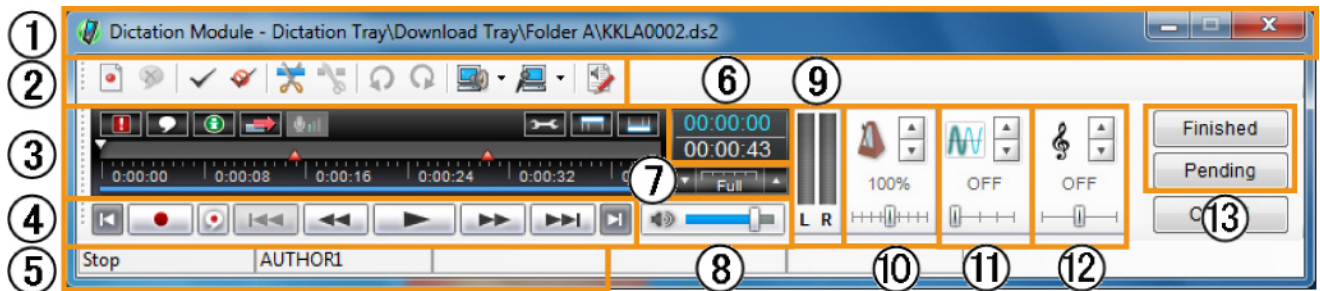 1 Dictation Module - Dictation Tray\Download Tray\Folder A\KKLA0002.ds2
2 6 9
3 00:00:00 Finished
00:00:43
0:00:00 0:00:08 0:00:16 0:00:24 0:00:32 7 Full 100% OFF OFF Pending
4 L R 13
5 Stop AUTHOR1 8 10 11 12